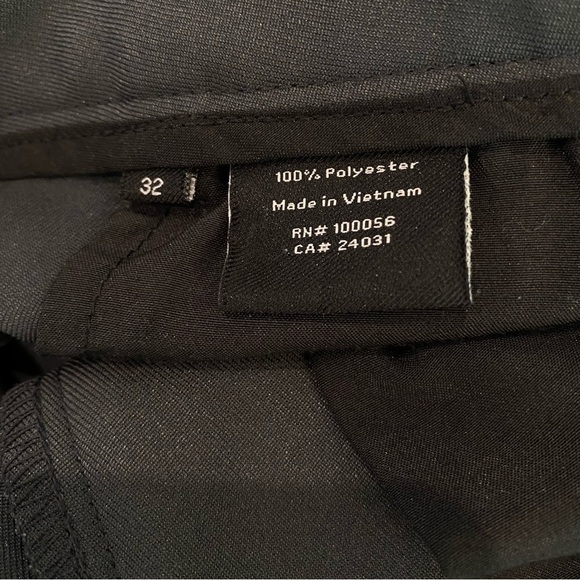 32
100% Polyester
Made in Vietnam
RN# 100056
CA# 24031